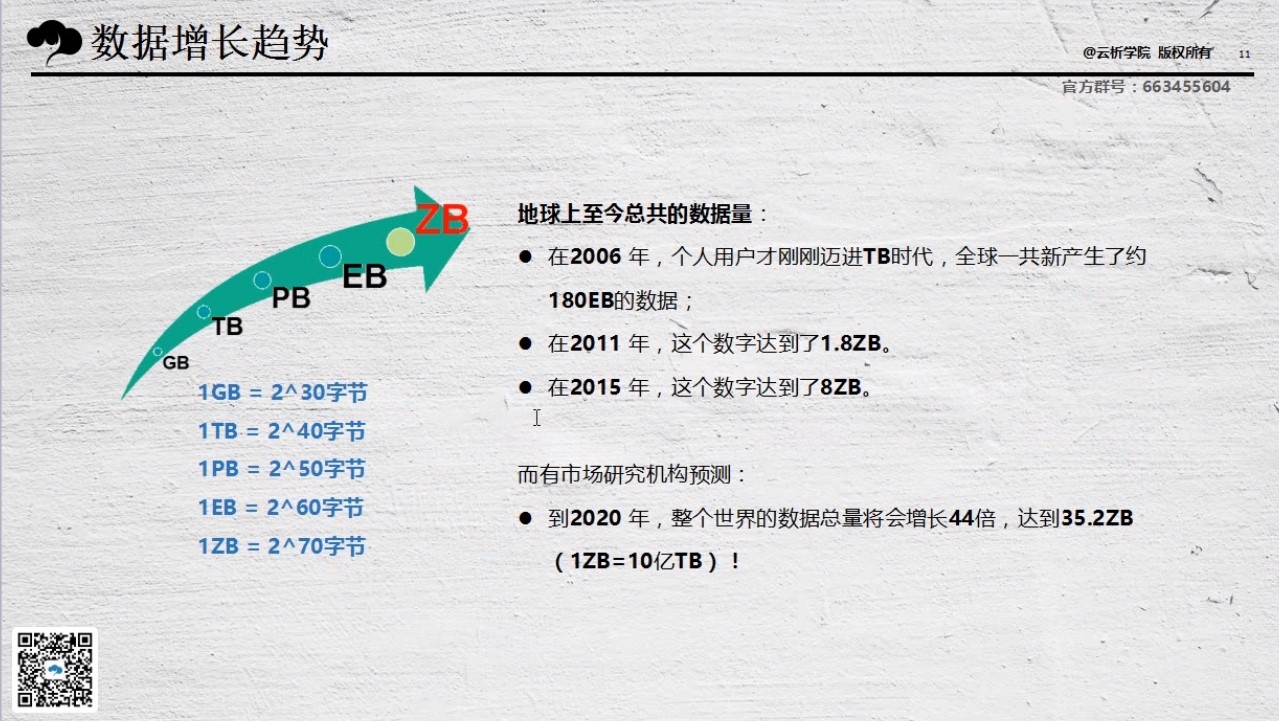 数据增长趋势
@云析学院 版权所有 11
官方群号：663455604
ZB
EB
PB
TB
GB
1GB = 2^30字节
1TB = 2^40字节
1PB = 2^50字节
1EB = 2^60字节
1ZB = 2^70字节
地球上至今总共的数据量：
● 在2006 年，个人用户才刚刚迈进TB时代，全球一共新产生了约
180EB的数据；
● 在2011 年，这个数字达到了1.8ZB。
● 在2015 年，这个数字达到了8ZB。
而有市场研究机构预测：
● 到2020 年，整个世界的数据总量将会增长44倍，达到35.2ZB
（1ZB=10亿TB）！